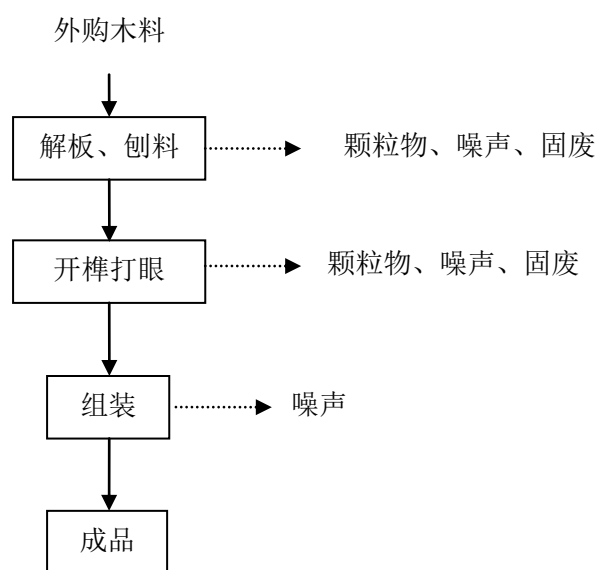 外购木料
解板、刨料
颗粒物、噪声、固废
开榫打眼
颗粒物、噪声、固废
组装
噪声
成品